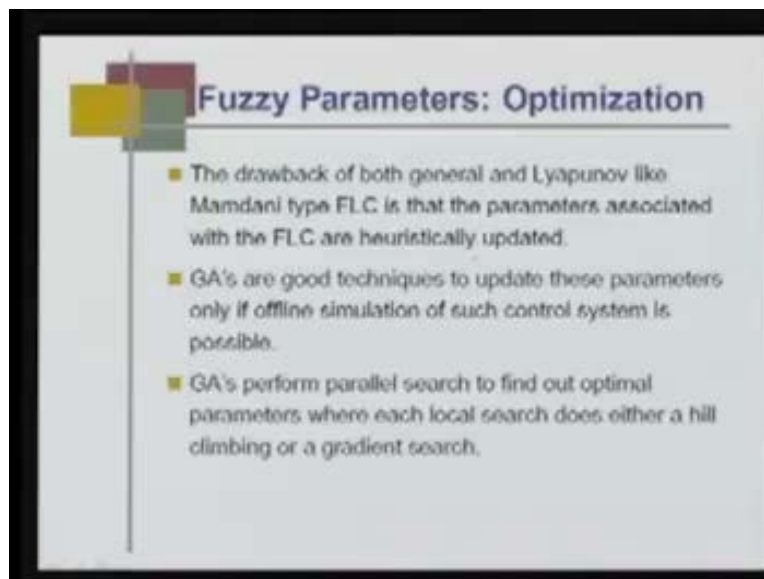 Fuzzy Parameters: Optimization
The drawback of both general and Lyapunov like
Mamdani type FLC is that the parameters associated
with the FLC are heuristically updated.
GA's are good techniques to update these parameters
only if offline simulation of such control system is
possible.
GA's perform parallel search to find out optimal
parameters where each local search does either a hill
climbing or a gradient search.